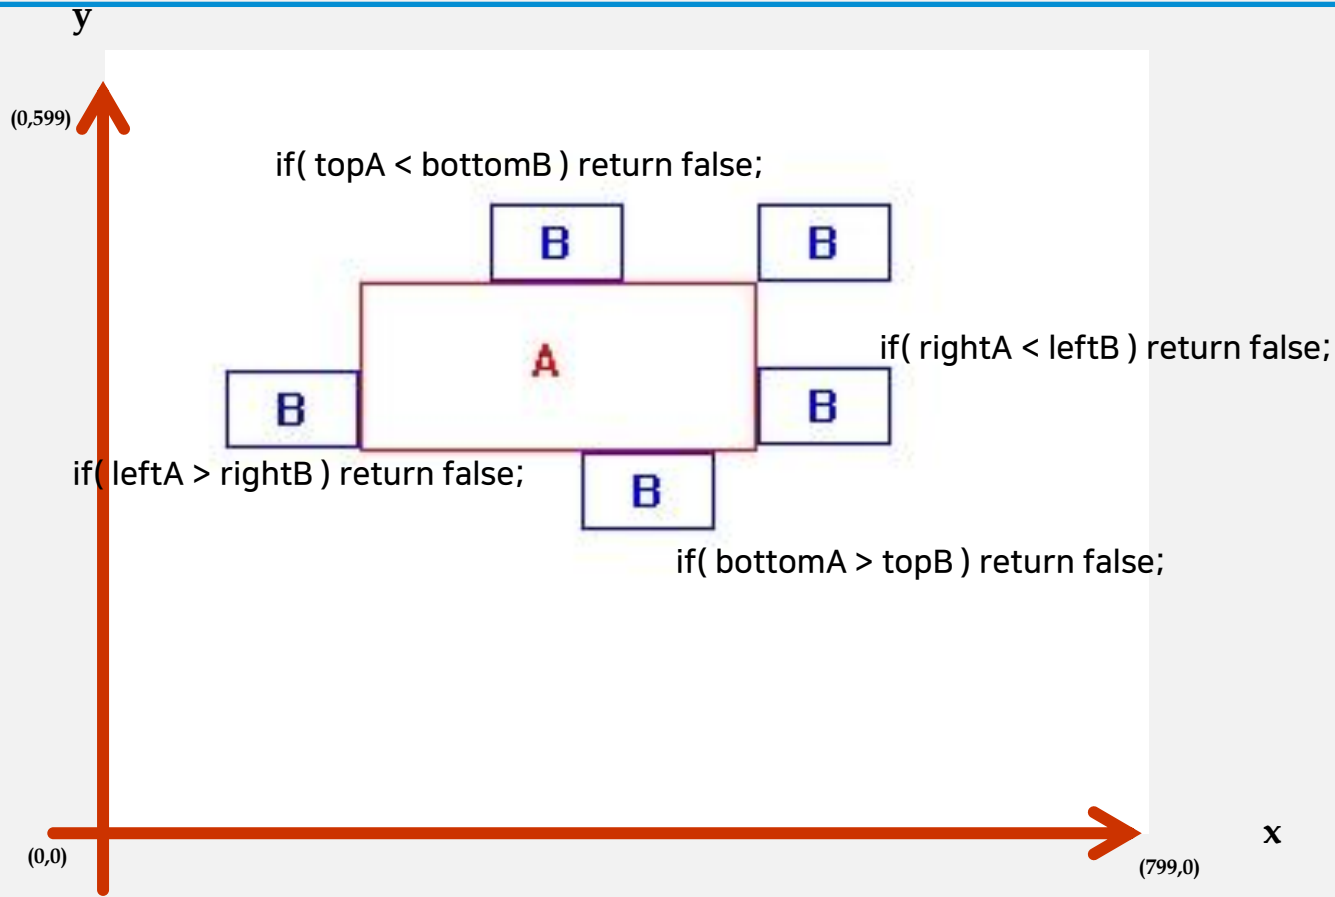 y
(0,599)
if( topA < bottomB ) return false;
B
B
A
if( rightA < leftB ) return false;
B
B
if( leftA > rightB ) return false;
B
if( bottomA > topB ) return false;
x
(0,0)
(799,0)